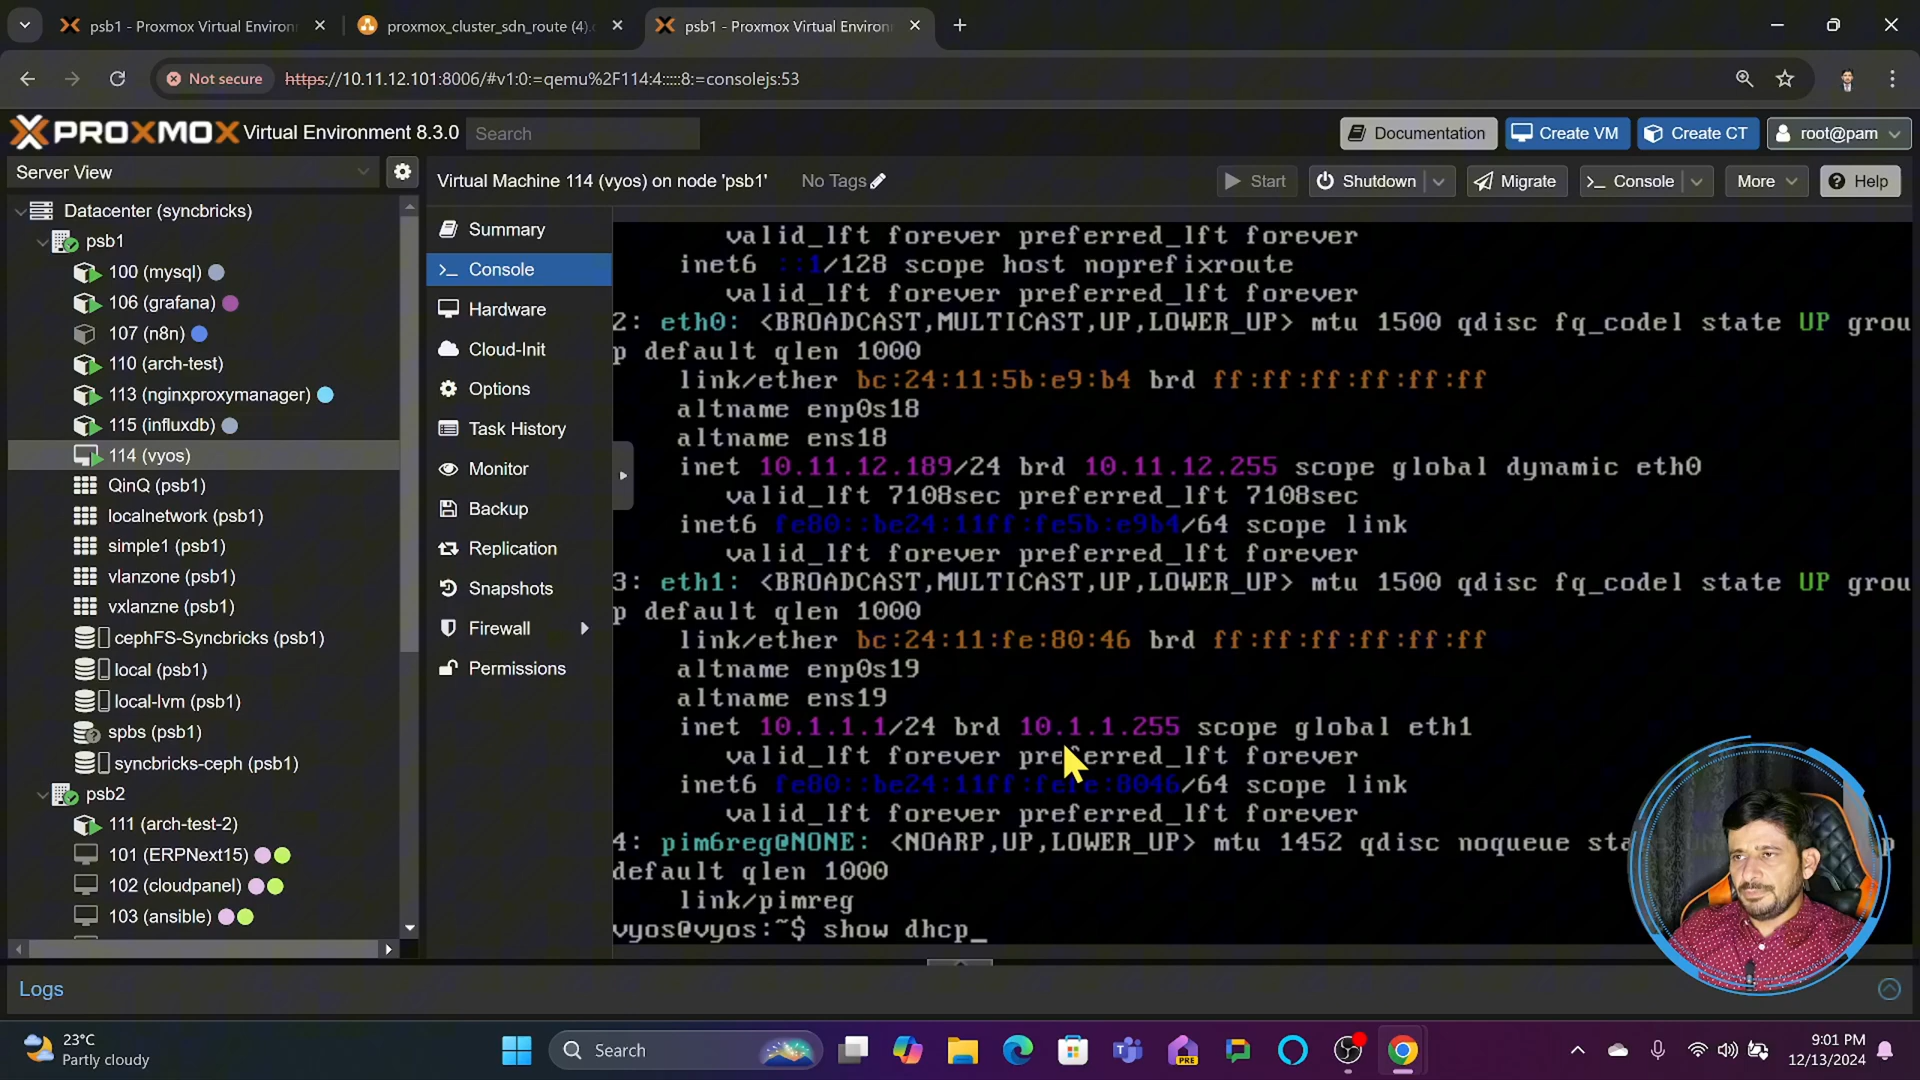 psb1 - Proxmox Virtual Environ
proxmox_cluster_sdn_route (4).
psb1 - Proxmox Virtual Environ
Not secure
https://10.11.12.101:8006/#v1:0:=qemu%2F114:4:::::8:=consolejs:53
PROXMOX Virtual Environment 8.3.0
Search
Documentation
Create VM
Create CT
root@pam
Server View
Virtual Machine 114 (vyos) on node 'psb1'
No Tags
Start
Shutdown
Migrate
Console
More
Help
Datacenter (syncbricks)
psb1
100 (mysql)
106 (grafana)
107 (n8n)
110 (arch-test)
113 (nginxproxymanager)
115 (influxdb)
114 (vyos)
QinQ (psb1)
localnetwork (psb1)
simple1 (psb1)
vlanzone (psb1)
vxlanzne (psb1)
cephFS-Syncbricks (psb1)
local (psb1)
local-lvm (psb1)
spbs (psb1)
syncbricks-ceph (psb1)
psb2
111 (arch-test-2)
101 (ERPNext15)
102 (cloudpanel)
103 (ansible)
Summary
Console
Hardware
Cloud-Init
Options
Task History
Monitor
Backup
Replication
Snapshots
Firewall
Permissions
valid_lft forever preferred_lft forever
inet6 ::1/128 scope host noprefixroute
valid_lft forever preferred_lft forever
2: eth0: <BROADCAST,MULTICAST,UP,LOWER_UP> mtu 1500 qdisc fq_codel state UP grou
p default qlen 1000
link/ether bc:24:11:5b:e9:b4 brd ff:ff:ff:ff:ff:ff
altname enp0s18
altname ens18
inet 10.11.12.189/24 brd 10.11.12.255 scope global dynamic eth0
valid_lft 7108sec preferred_lft 7108sec
inet6 fe80::be24:11ff:fe5b:e9b4/64 scope link
valid_lft forever preferred_lft forever
3: eth1: <BROADCAST,MULTICAST,UP,LOWER_UP> mtu 1500 qdisc fq_codel state UP grou
p default qlen 1000
link/ether bc:24:11:fe:80:46 brd ff:ff:ff:ff:ff:ff
altname enp0s19
altname ens19
inet 10.1.1.1/24 brd 10.1.1.255 scope global eth1
valid_lft forever preferred_lft forever
inet6 fe80::be24:11ff:fefe:8046/64 scope link
valid_lft forever preferred_lft forever
4: pim6reg@NONE: <NOARP,UP,LOWER_UP> mtu 1452 qdisc noqueue
default qlen 1000
link/pimreg
vyos@vyos:~$ show dhcp_
Logs
23°C
Partly cloudy
Search
PRE
9:01 PM
12/13/2024